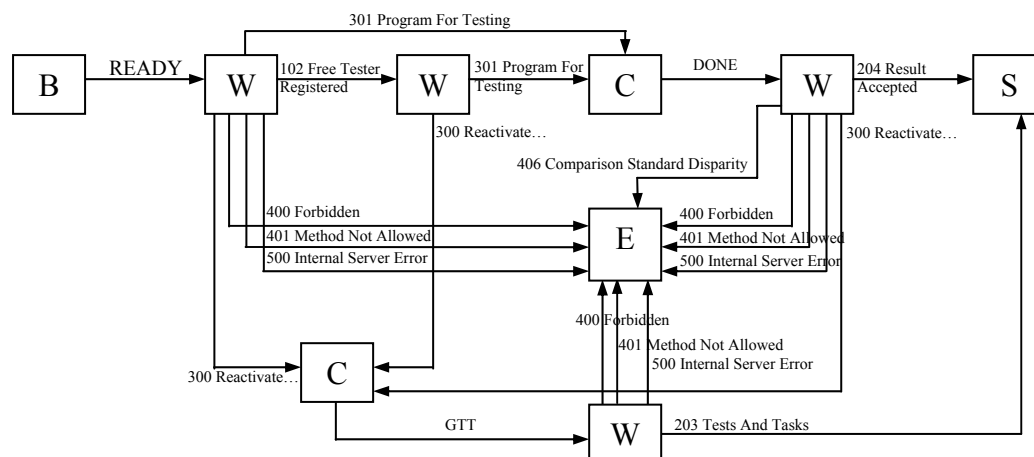 301 Program For Testing
B
READY
W
102 Free Tester
Registered
W
301 Program For
Testing
C
DONE
W
204 Result
Accepted
S
300 Reactivate…
300 Reactivate…
406 Comparison Standard Disparity
400 Forbidden
401 Method Not Allowed
500 Internal Server Error
E
400 Forbidden
401 Method Not Allowed
500 Internal Server Error
400 Forbidden
401 Method Not Allowed
500 Internal Server Error
300 Reactivate…
C
GTT
W
203 Tests And Tasks